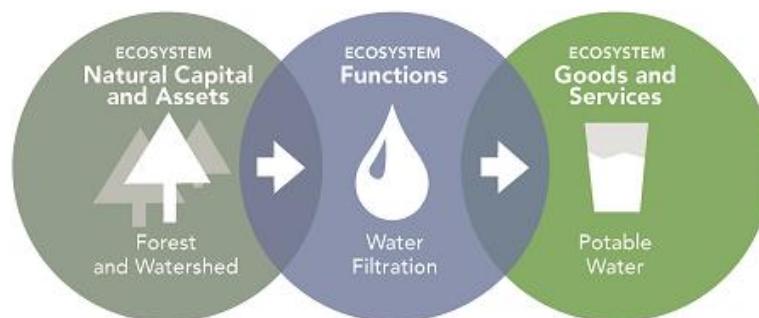 ECOSYSTEM
Natural Capital
and Assets
Forest
and Watershed
ECOSYSTEM
Functions
Water
Filtration
ECOSYSTEM
Goods and
Services
Potable
Water